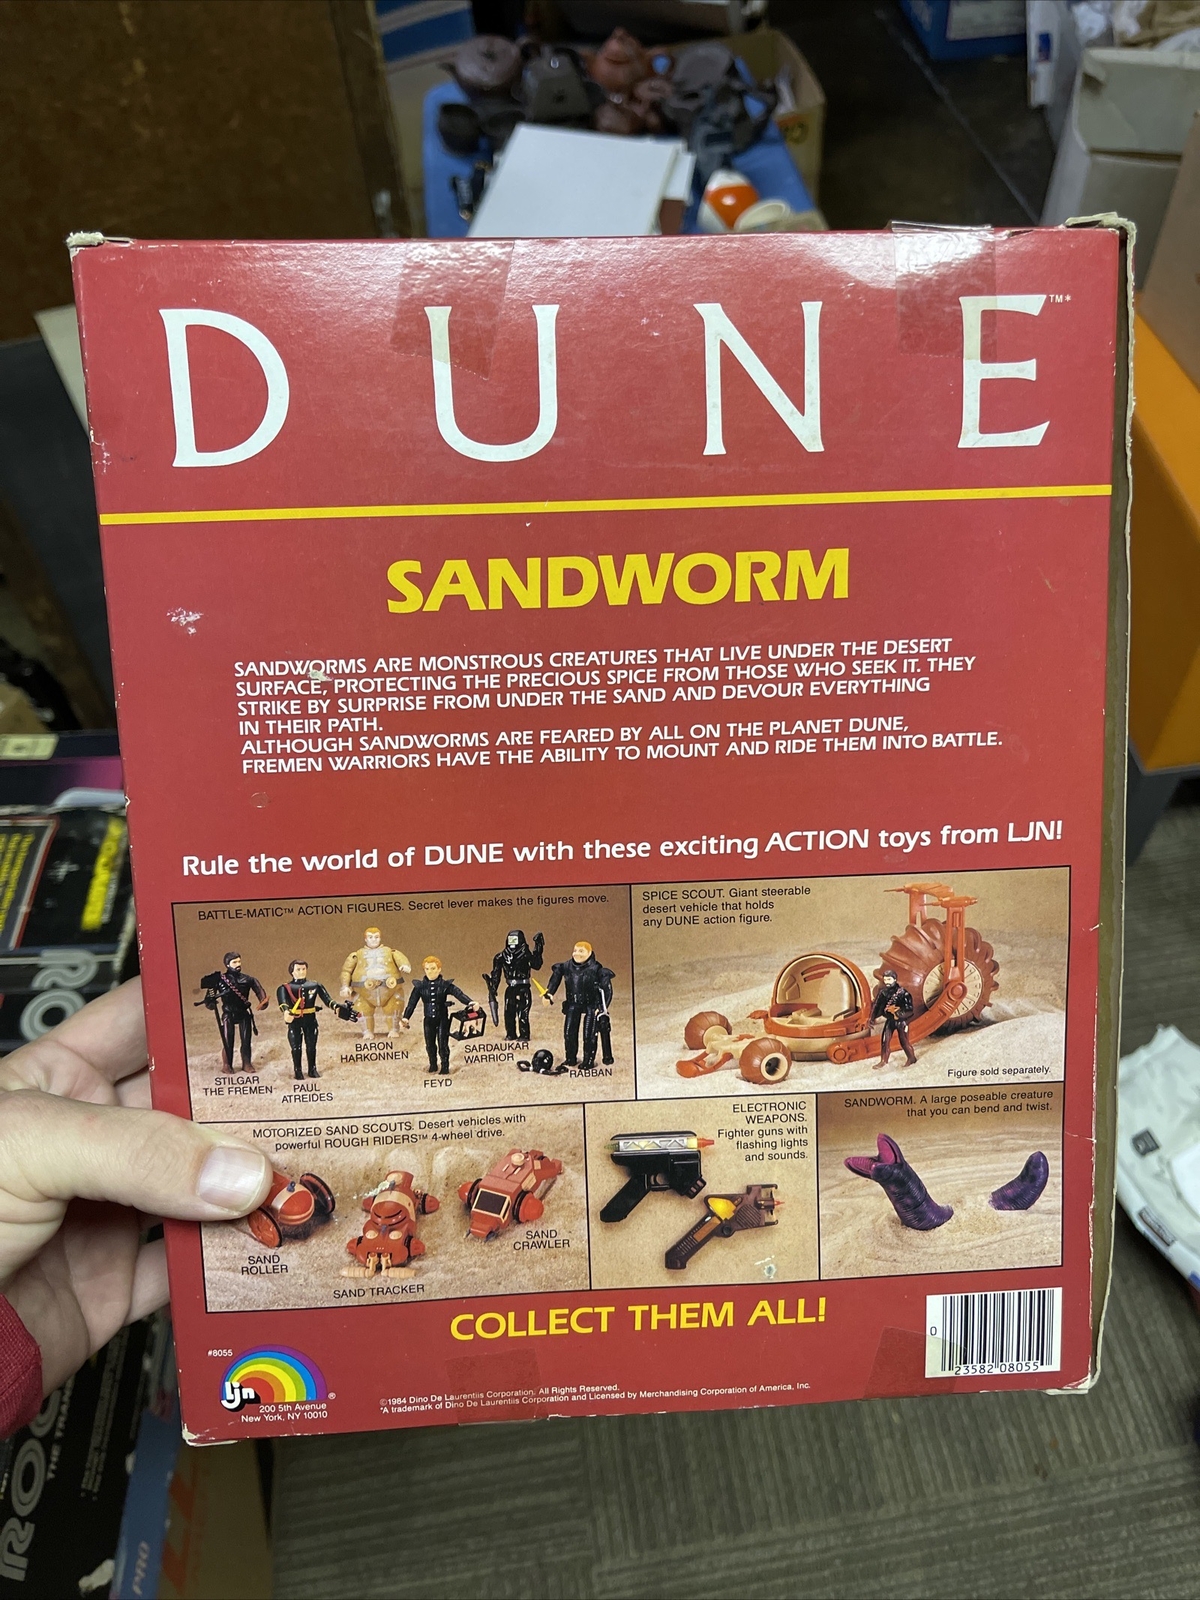 DUNE™*
SANDWORM
SANDWORMS ARE MONSTROUS CREATURES THAT LIVE UNDER THE DESERT
SURFACE, PROTECTING THE PRECIOUS SPICE FROM THOSE WHO SEEK IT. THEY
STRIKE BY SURPRISE FROM UNDER THE SAND AND DEVOUR EVERYTHING
IN THEIR PATH.
ALTHOUGH SANDWORMS ARE FEARED BY ALL ON THE PLANET DUNE,
FREMEN WARRIORS HAVE THE ABILITY TO MOUNT AND RIDE THEM INTO BATTLE.
Rule the world of DUNE with these exciting ACTION toys from LJN!
BATTLE-MATIC™ ACTION FIGURES. Secret lever makes the figures move.
STILGAR
THE FREMEN
PAUL
ATREIDES
BARON
HARKONNEN
FEYD
SARDAUKAR
WARRIOR
RABBAN
SPICE SCOUT. Giant steerable
desert vehicle that holds
any DUNE action figure.
Figure sold separately.
MOTORIZED SAND SCOUTS. Desert vehicles with
powerful ROUGH RIDERS™ 4-wheel drive.
SAND
ROLLER
SAND TRACKER
SAND
CRAWLER
ELECTRONIC
WEAPONS.
Fighter guns with
flashing lights
and sounds.
SANDWORM. A large poseable creature
that you can bend and twist.
COLLECT THEM ALL!
#8055
ljn®
200 5th Avenue
New York, NY 10010
©1984 Dino De Laurentiis Corporation. All Rights Reserved.
*A trademark of Dino De Laurentiis Corporation and Licensed by Merchandising Corporation of America, Inc.
0 23582 08055
PRO